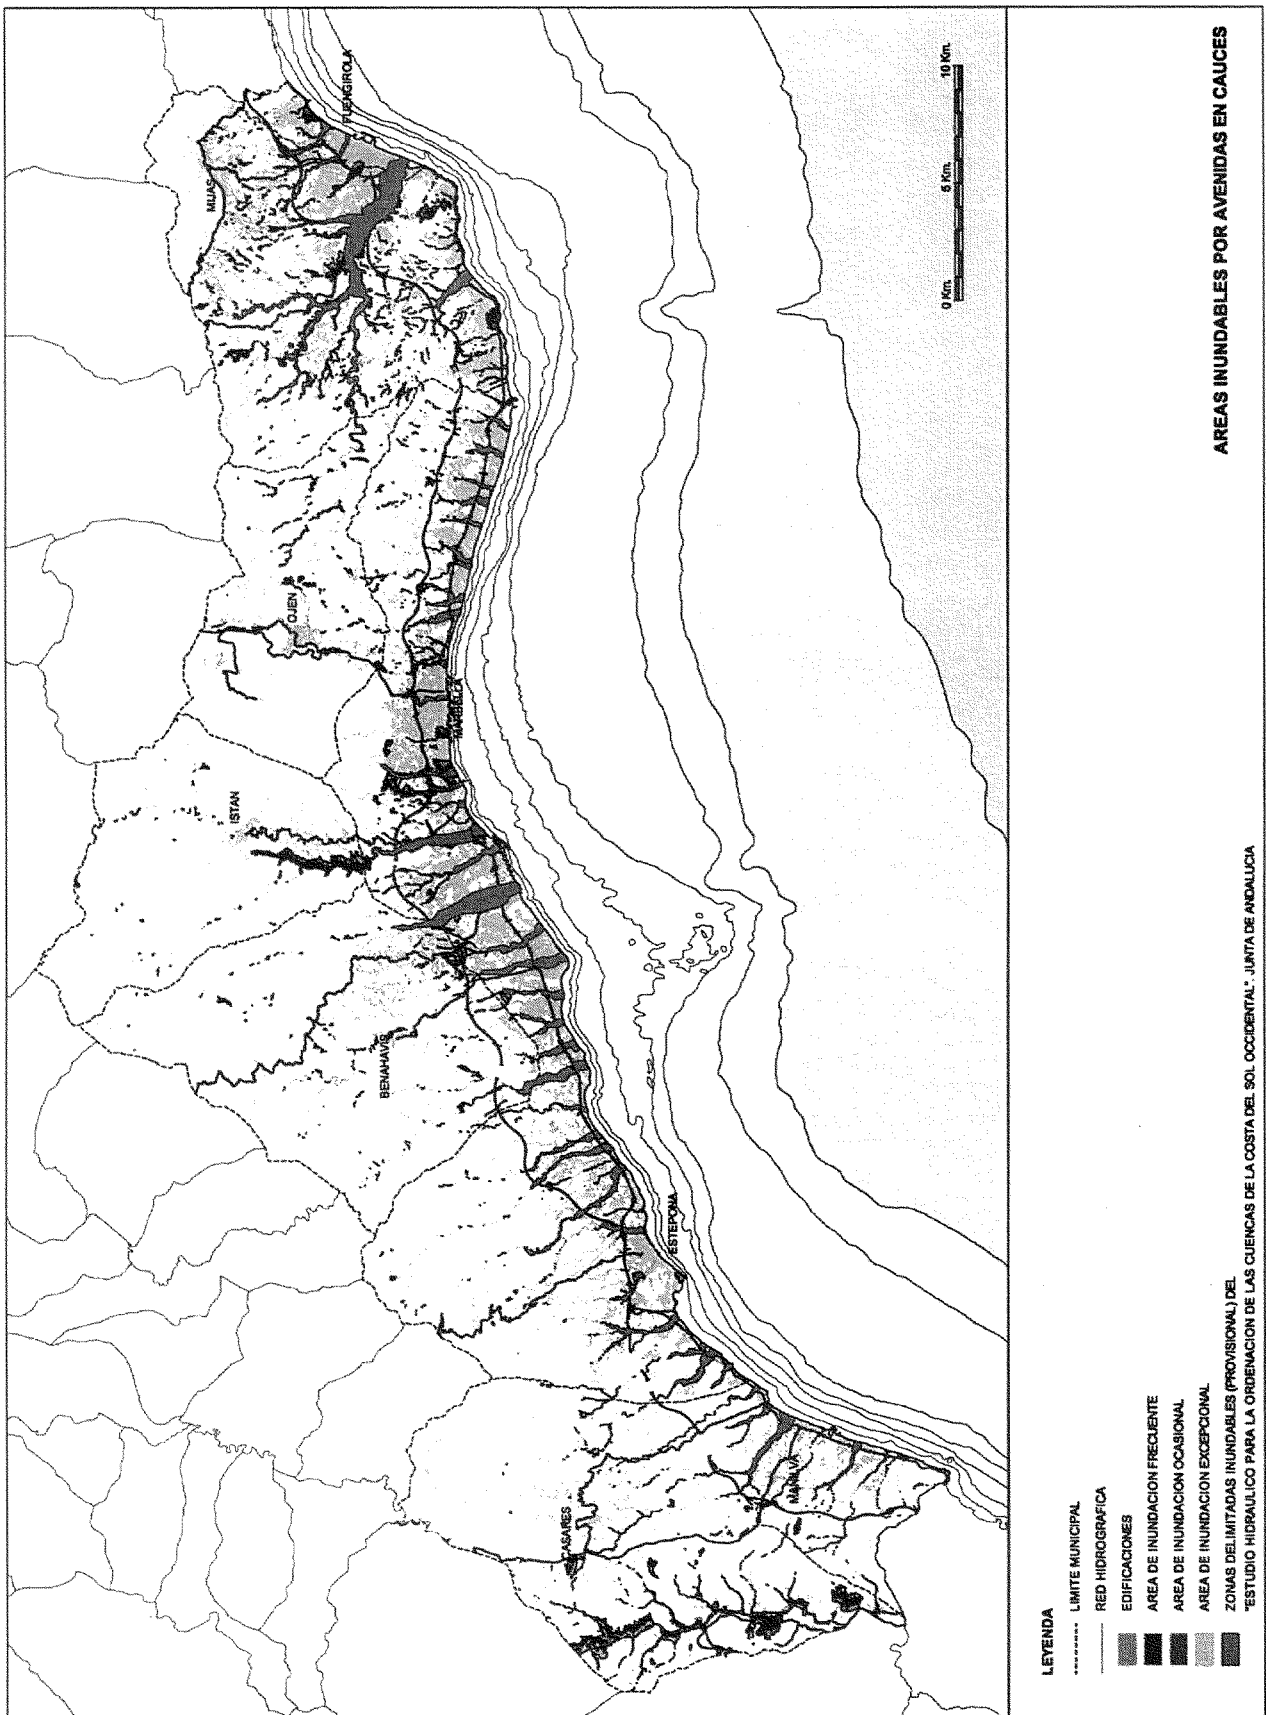 AREAS INUNDABLES POR AVENIDAS EN CAUCES
MIJAS
FUENGIROLA
OJEN
MARBELLA
ISTAN
BENAHAVIS
ESTEPONA
CASARES
MANILVA
0 Km.
5 Km.
10 Km.
LEYENDA
LIMITE MUNICIPAL
RED HIDROGRAFICA
EDIFICACIONES
AREA DE INUNDACION FRECUENTE
AREA DE INUNDACION OCASIONAL
AREA DE INUNDACION EXCEPCIONAL
ZONAS DELIMITADAS INUNDABLES (PROVISIONAL) DEL
"ESTUDIO HIDRAULICO PARA LA ORDENACION DE LAS CUENCAS DE LA COSTA DEL SOL OCCIDENTAL". JUNTA DE ANDALUCIA